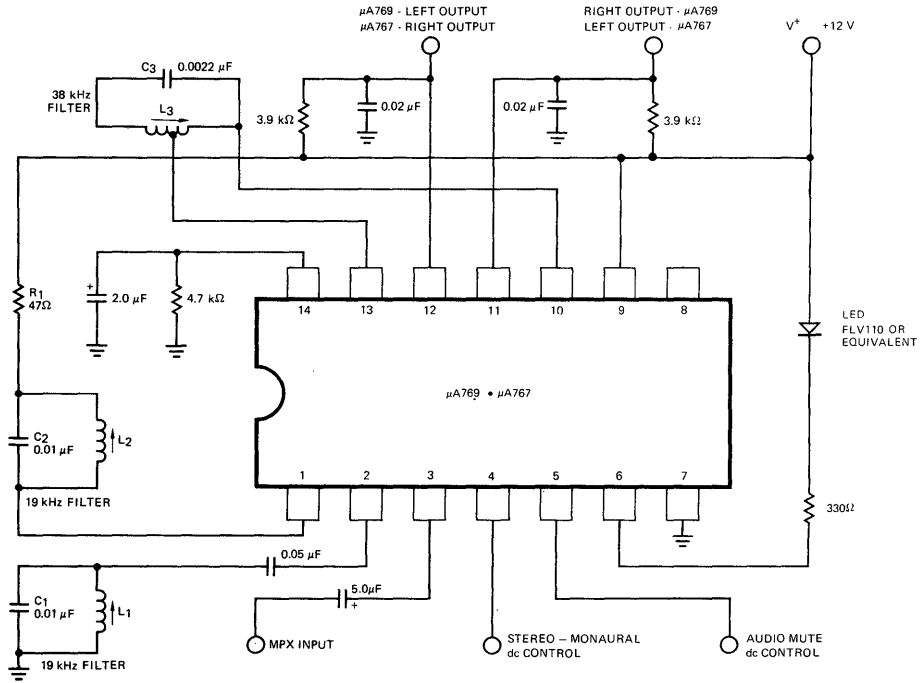 μA769 - LEFT OUTPUT
μA767 - RIGHT OUTPUT
RIGHT OUTPUT - μA769
LEFT OUTPUT - μA767
V+ +12 V
C3 0.0022 μF
38 kHz
FILTER
L3
3.9 kΩ
0.02 μF
0.02 μF
3.9 kΩ
R1
47Ω
+
2.0 μF
4.7 kΩ
14
13
12
11
10
9
8
LED
FLV110 OR
EQUIVALENT
μA769 • μA767
C2
0.01 μF
L2
19 kHz FILTER
1
2
3
4
5
6
7
330Ω
0.05 μF
C1
0.01 μF
L1
5.0μF
+
19 kHz FILTER
MPX INPUT
STEREO – MONAURAL
dc CONTROL
AUDIO MUTE
dc CONTROL